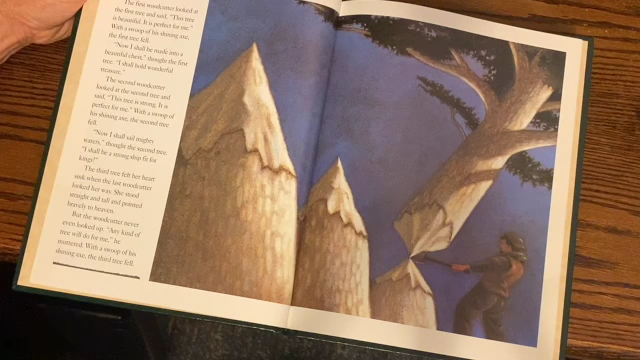 The first woodcutter looked at
the first tree and said, "This tree
is beautiful. It is perfect for me."
With a swoop of his shining axe,
the first tree fell.
"Now I shall be made into a
beautiful chest," thought the first
tree. "I shall hold wonderful
treasure."
The second woodcutter
looked at the second tree and
said, "This tree is strong. It is
perfect for me." With a swoop of
his shining axe, the second tree
fell.
"Now I shall sail mighty
waters," thought the second tree.
"I shall be a strong ship fit for
kings!"
The third tree felt her heart
sink when the last woodcutter
looked her way. She stood
straight and tall and pointed
bravely to heaven.
But the woodcutter never
even looked up. "Any kind of
tree will do for me," he
muttered. With a swoop of his
shining axe, the third tree fell.